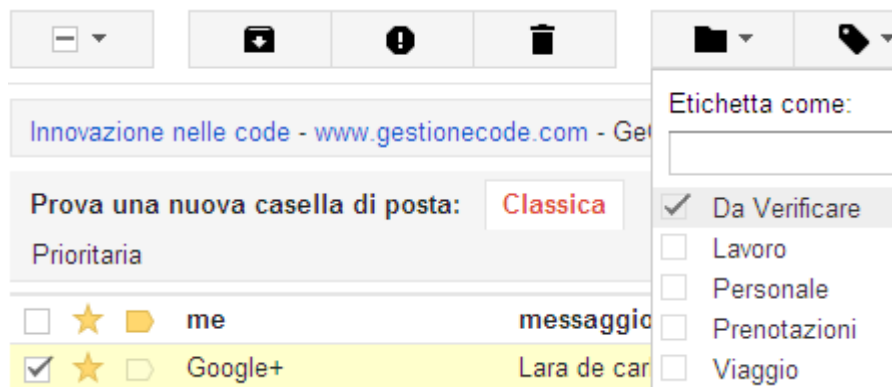 Etichetta come:
Innovazione nelle code - www.gestionecode.com -
Prova una nuova casella di posta: Classica
Prioritaria
Da Verificare
Lavoro
Personale
Prenotazioni
Viaggio
me messaggio
Google+ Lara de